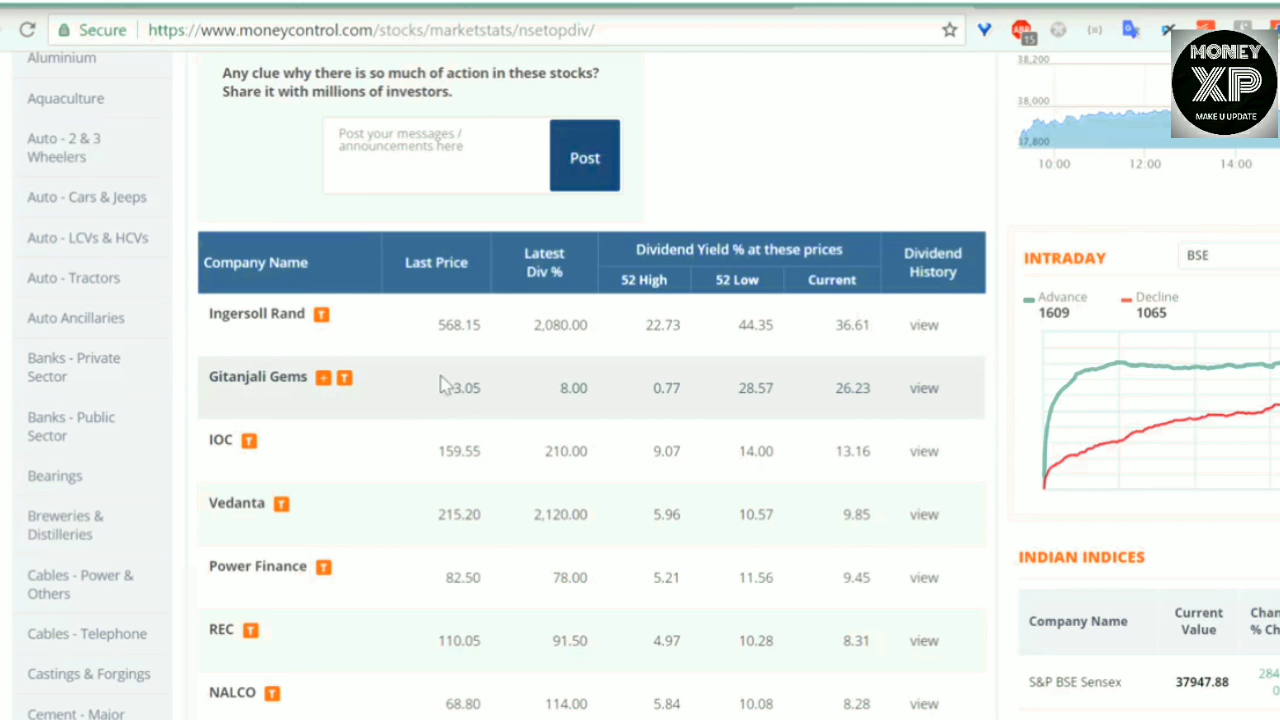 Secure https://www.moneycontrol.com/stocks/marketstats/nsetopdiv/
ABP
15
MONEY
XP
MAKE U UPDATE
Aluminium
Aquaculture
Auto - 2 & 3
Wheelers
Auto - Cars & Jeeps
Auto - LCVs & HCVs
Auto - Tractors
Auto Ancillaries
Banks - Private
Sector
Banks - Public
Sector
Bearings
Breweries &
Distilleries
Cables - Power &
Others
Cables - Telephone
Castings & Forgings
Cement - Major
Any clue why there is so much of action in these stocks?
Share it with millions of investors.
Post your messages /
announcements here
Post
Company Name Last Price Latest Div % Dividend Yield % at these prices Dividend History
52 High 52 Low Current
Ingersoll Rand T 568.15 2,080.00 22.73 44.35 36.61 view
Gitanjali Gems + T 3.05 8.00 0.77 28.57 26.23 view
IOC T 159.55 210.00 9.07 14.00 13.16 view
Vedanta T 215.20 2,120.00 5.96 10.57 9.85 view
Power Finance T 82.50 78.00 5.21 11.56 9.45 view
REC T 110.05 91.50 4.97 10.28 8.31 view
NALCO T 68.80 114.00 5.84 10.08 8.28 view
38,200
38,000
37,800
10:00 12:00 14:00
INTRADAY BSE
Advance Decline
1609 1065
INDIAN INDICES
Company Name Current Value Chan % Ch
S&P BSE Sensex 37947.88 284
0